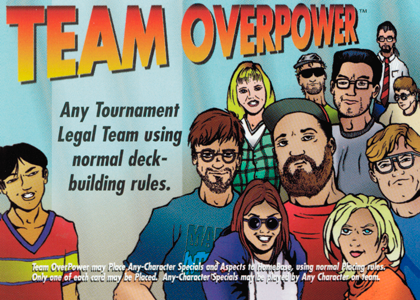 TEAM OVERPOWER™
Any Tournament
Legal Team using
normal deck-
building rules.
Team OverPower may Place Any-Character Specials and Aspects to Homebase, using normal placing rules.
Only one of each card may be Placed. Any-Character Specials may be played by Any Character on Team.